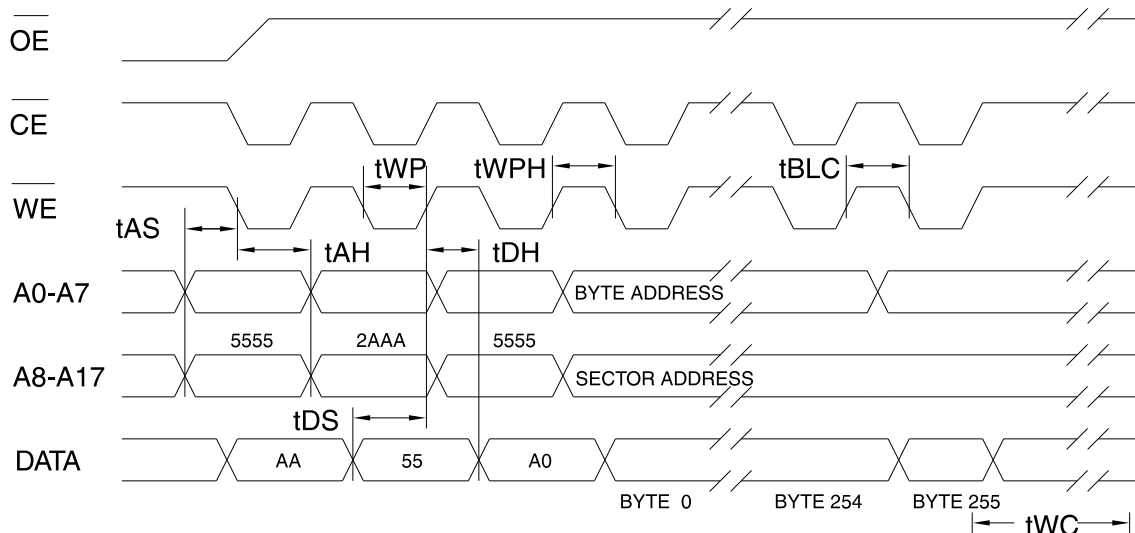 OE
CE
tWP
tWPH
tBLC
WE
tAS
tAH
tDH
A0-A7
BYTE ADDRESS
5555
2AAA
5555
A8-A17
SECTOR ADDRESS
tDS
DATA
AA
55
A0
BYTE 0
BYTE 254
BYTE 255
tWC